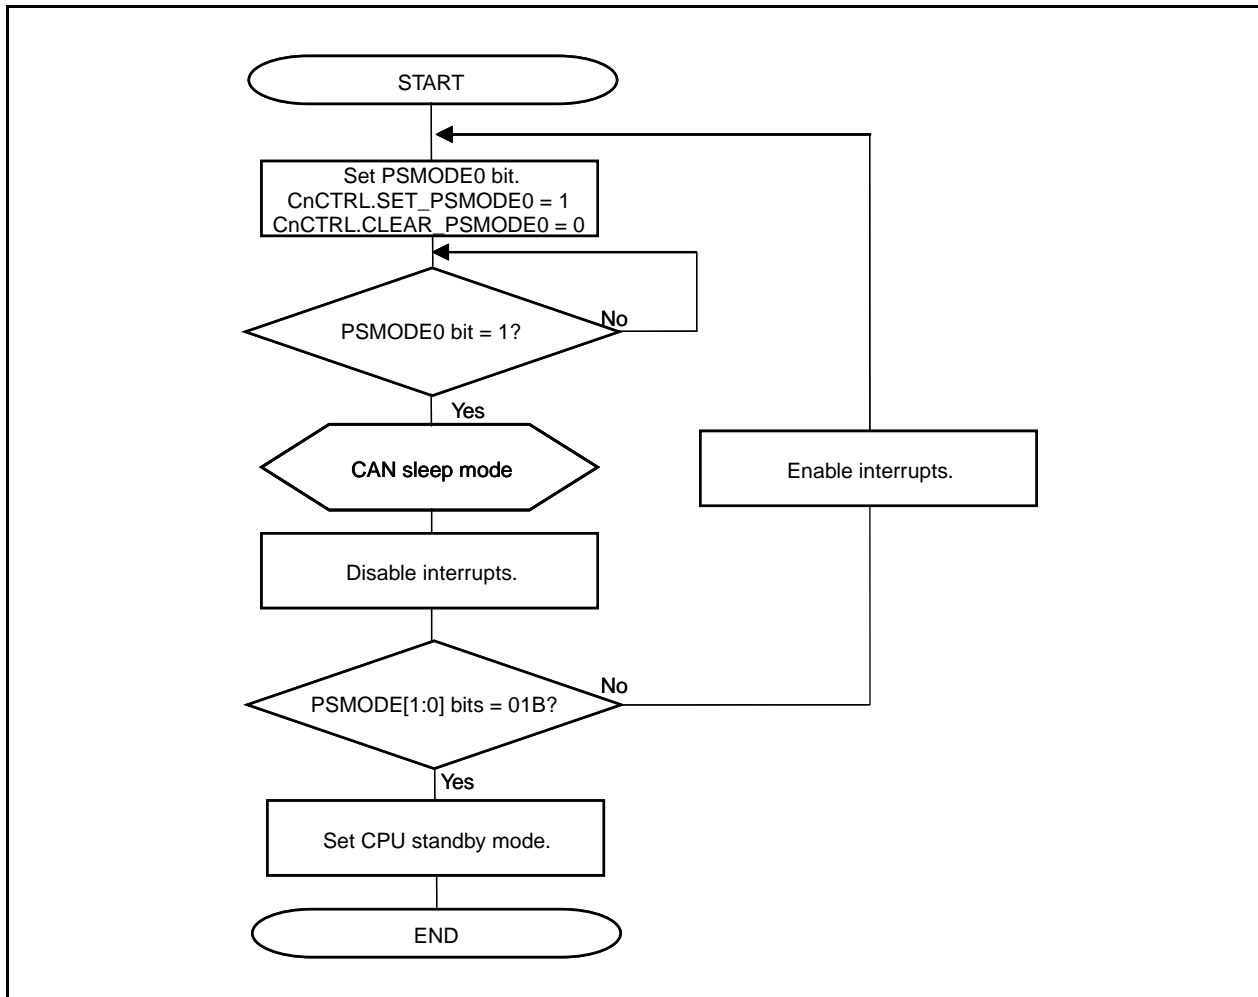 START
Set PSMODE0 bit.
CnCTRL.SET_PSMODE0 = 1
CnCTRL.CLEAR_PSMODE0 = 0
PSMODE0 bit = 1?
No
Yes
CAN sleep mode
Enable interrupts.
Disable interrupts.
PSMODE[1:0] bits = 01B?
No
Yes
Set CPU standby mode.
END